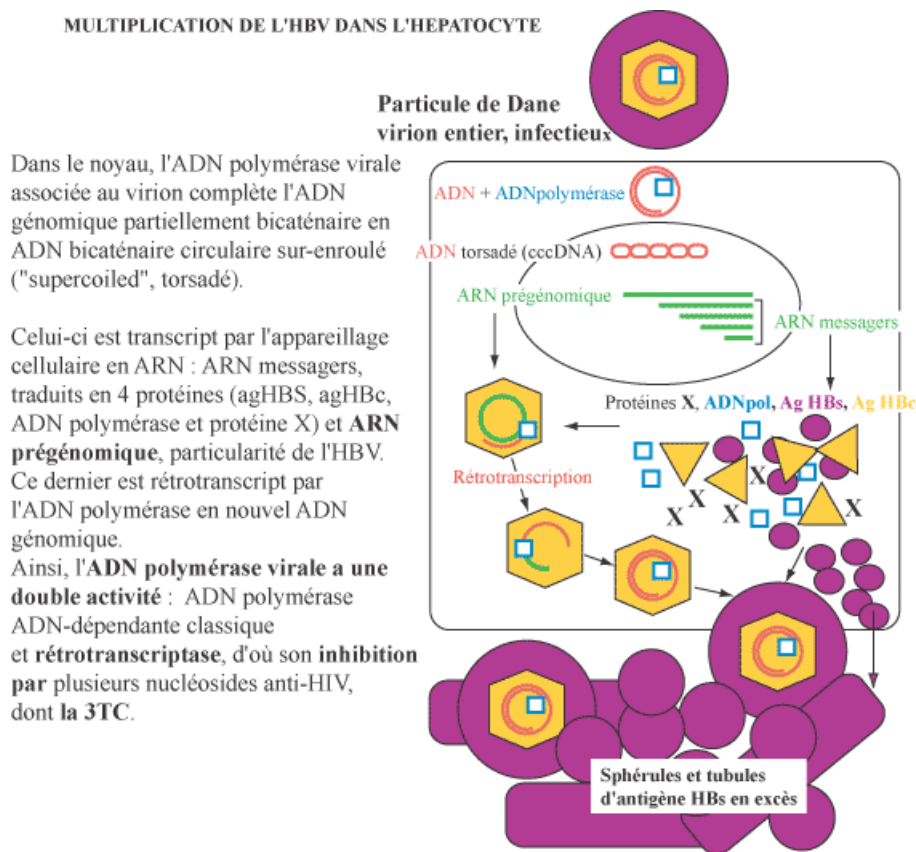 MULTIPLICATION DE L'HBV DANS L'HEPATOCYTE
Particule de Dane
virion entier, infectieux
Dans le noyau, l'ADN polymérase virale
associée au virion complète l'ADN
génomique partiellement bicaténaire en
ADN bicaténaire circulaire sur-enroulé
("supercoiled", torsadé).
Celui-ci est transcript par l'appareillage
cellulaire en ARN : ARN messagers,
traduits en 4 protéines (agHBS, agHBc,
ADN polymérase et protéine X) et ARN
prégénomique, particularité de l'HBV.
Ce dernier est rétrotranscript par
l'ADN polymérase en nouvel ADN
génomique.
Ainsi, l'ADN polymérase virale a une
double activité : ADN polymérase
ADN-dépendante classique
et rétrotranscriptase, d'où son inhibition
par plusieurs nucléosides anti-HIV,
dont la 3TC.
ADN + ADNpolymérase
ADN torsadé (cccDNA)
ARN prégénomique
ARN messagers
Protéines X, ADNpol, Ag HBs, Ag HBc
Rétrotranscription
X
X
X
X
X
Sphérules et tubules
d'antigène HBs en excès